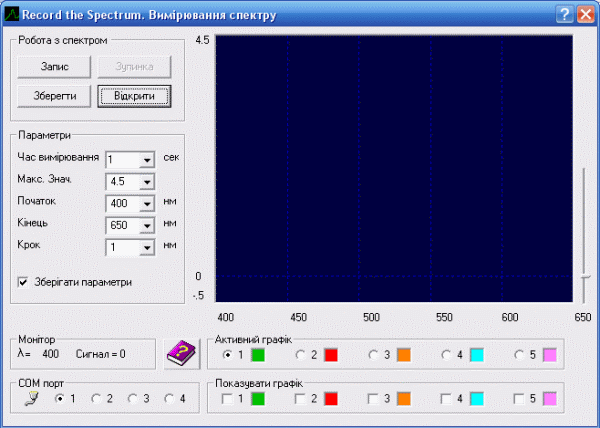 Record the Spectrum. Вимірювання спектру
Робота з спектром
Запис Зупинка
Зберегти Відкрити
Параметри
Час вимірювання 1 сек
Макс. Знач. 4.5
Початок 400 нм
Кінець 650 нм
Крок 1 нм
Зберігати параметри
4.5
0
-.5
400 450 500 550 600 650
Монітор
λ= 400 Сигнал = 0
Активний графік
1 2 3 4 5
COM порт
1 2 3 4
Показувати графік
1 2 3 4 5